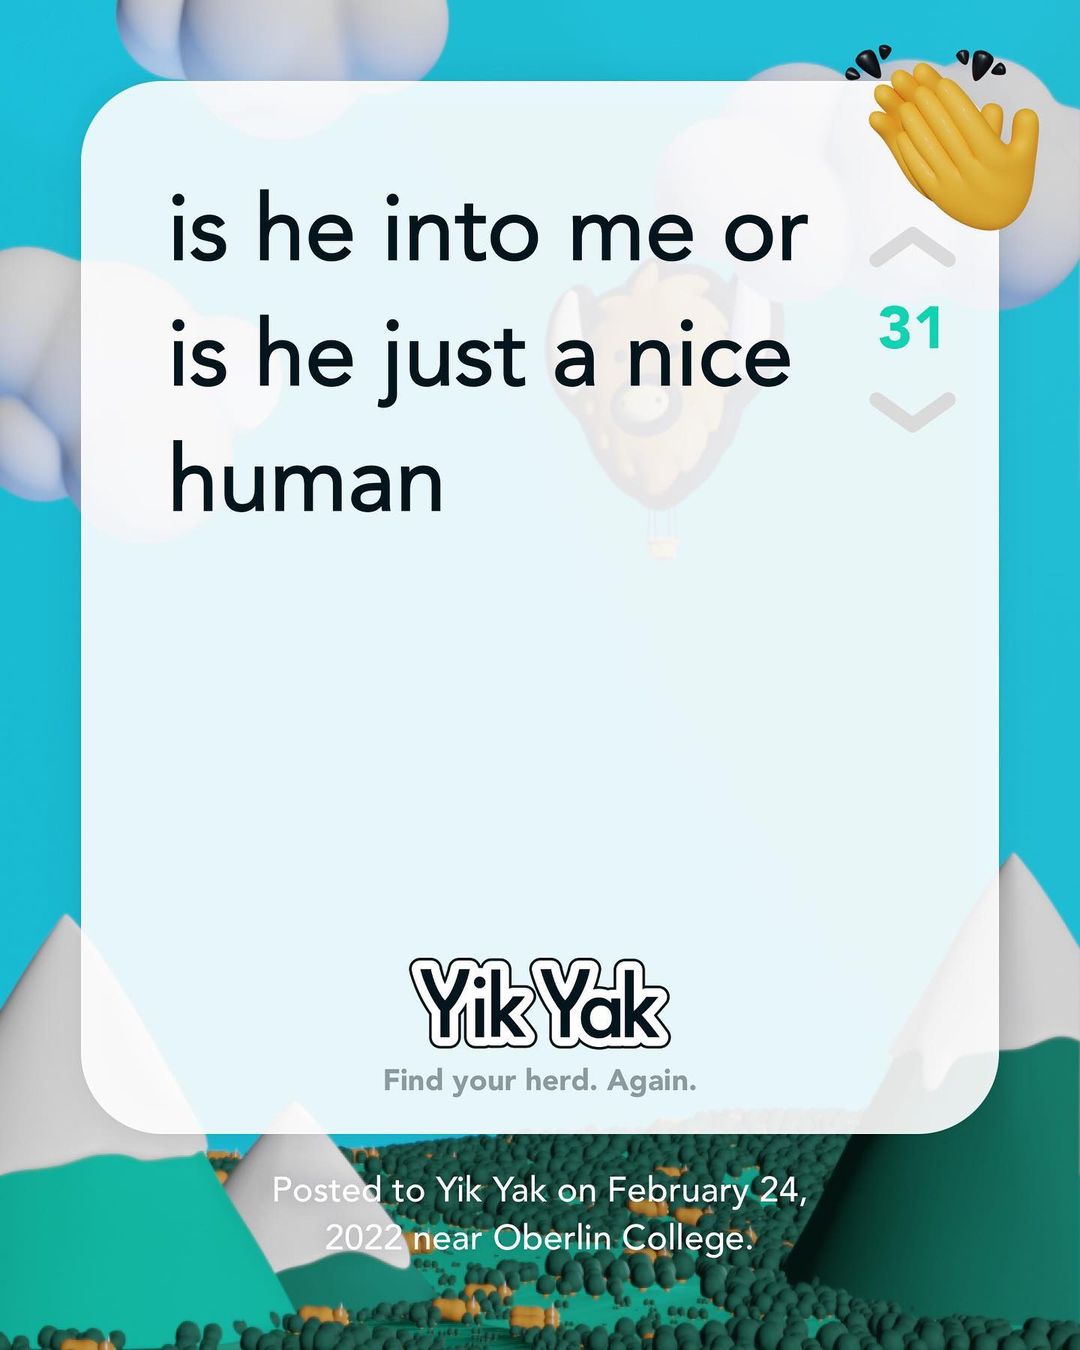 is he into me or
is he just a nice
human
31
Yik Yak
Find your herd. Again.
Posted to Yik Yak on February 24,
2022 near Oberlin College.